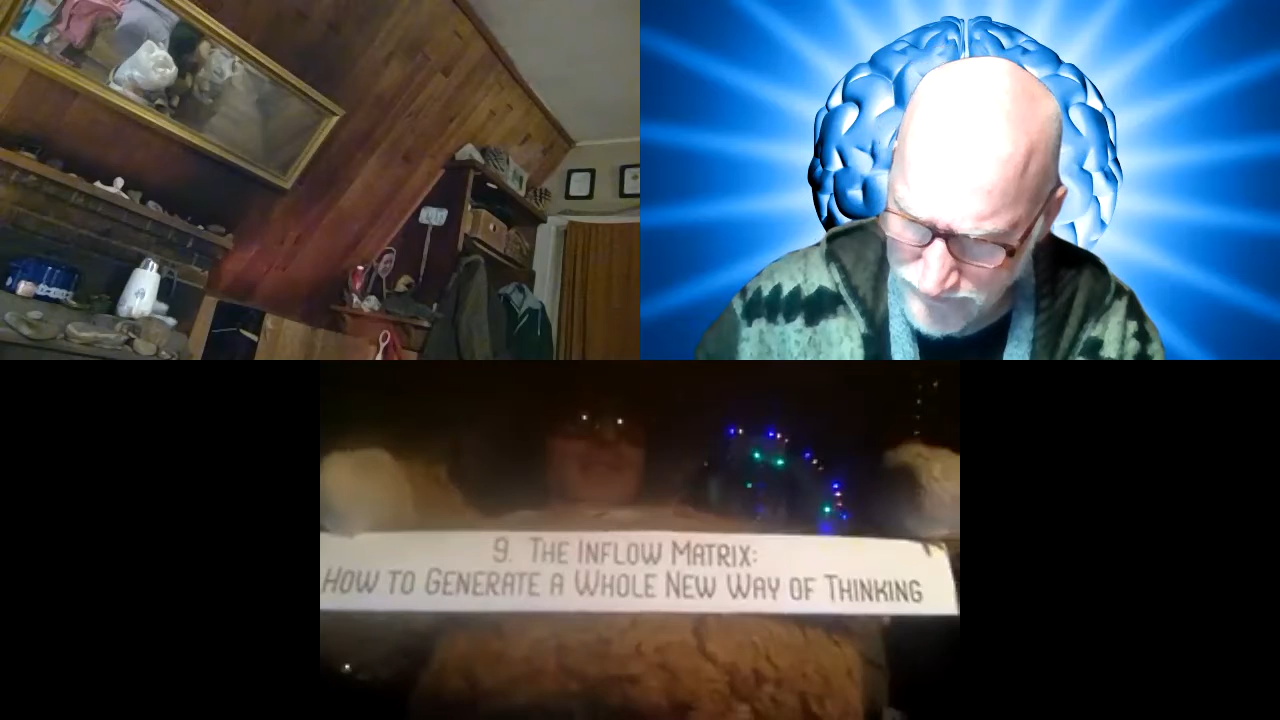 9. The Inflow Matrix:
How to Generate a Whole New Way of Thinking